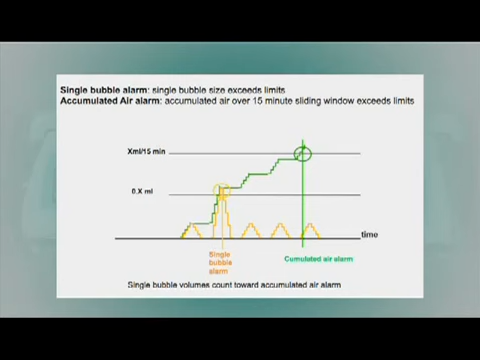 Single bubble alarm: single bubble size exceeds limits
Accumulated Air alarm: accumulated air over 15 minute sliding window exceeds limits
Xml/15 min
0.X ml
time
Single
bubble
alarm
Cumulated air alarm
Single bubble volumes count toward accumulated air alarm